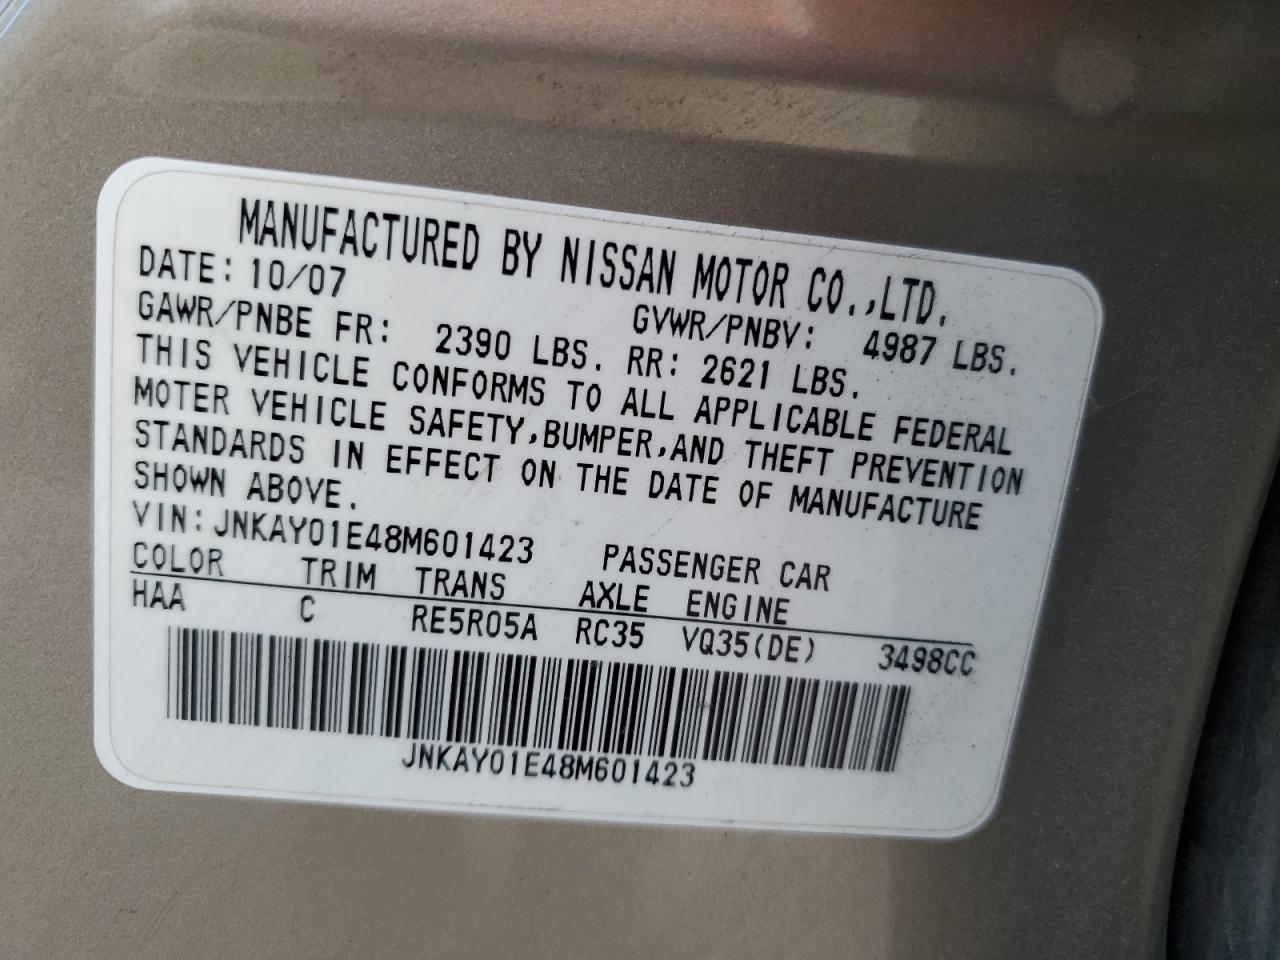 MANUFACTURED BY NISSAN MOTOR CO.,LTD.
DATE: 10/07 GVWR/PNBV: 4987 LBS.
GAWR/PNBE FR: 2390 LBS. RR: 2621 LBS.
THIS VEHICLE CONFORMS TO ALL APPLICABLE FEDERAL
MOTER VEHICLE SAFETY,BUMPER,AND THEFT PREVENTION
STANDARDS IN EFFECT ON THE DATE OF MANUFACTURE
SHOWN ABOVE.
VIN: JNKAY01E48M601423 PASSENGER CAR
COLOR TRIM TRANS AXLE ENGINE
HAA C RE5R05A RC35 VQ35(DE) 3498CC
JNKAY01E48M601423